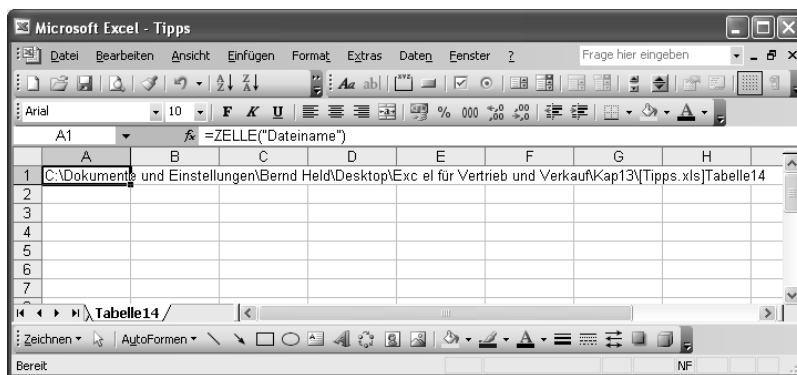 Microsoft Excel - Tipps
Datei Bearbeiten Ansicht Einfügen Format Extras Daten Fenster ? Frage hier eingeben
Arial 10 F K U % 000
A1 fx =ZELLE("Dateiname")
A B C D E F G H
1 C:\Dokumente und Einstellungen\Bernd Held\Desktop\Exc el für Vertrieb und Verkauf\Kap13\[Tipps.xls]Tabelle14
2
3
4
5
6
7
Tabelle14
Zeichnen AutoFormen
Bereit NF